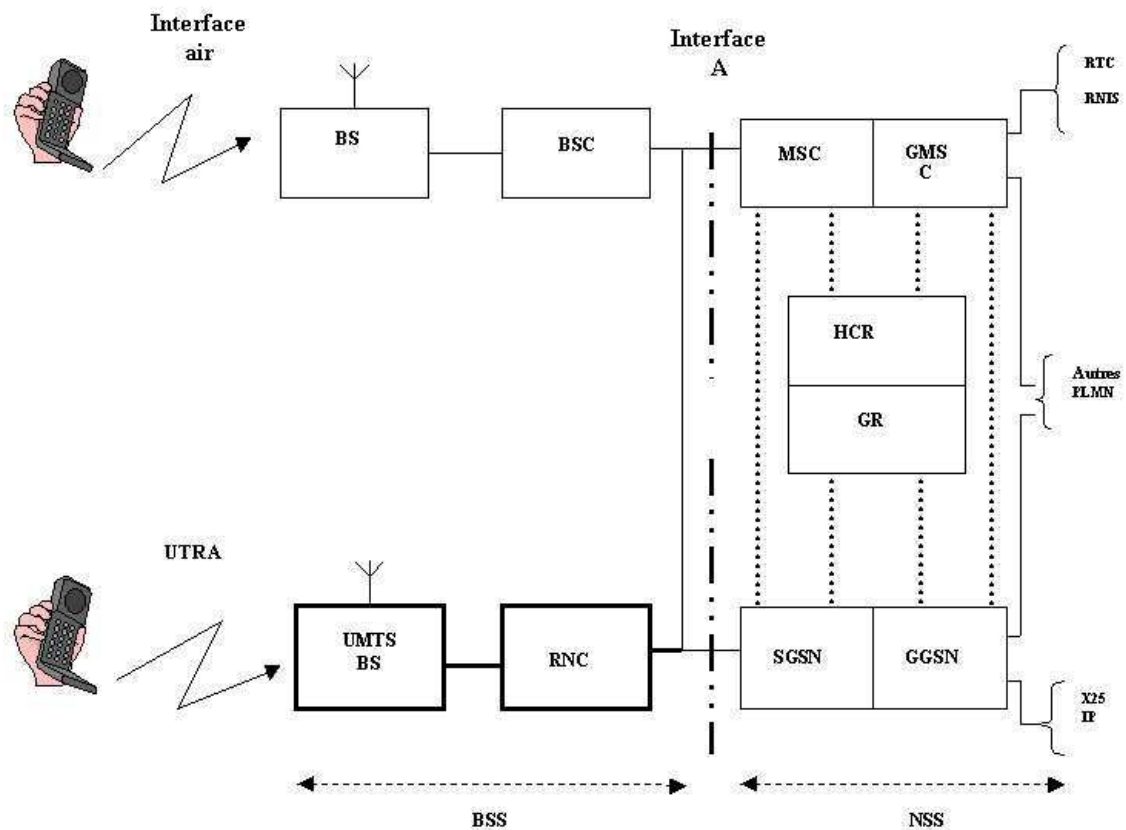 Interface
air
Interface
A
RTC
RNIS
BS
BSC
MSC
GMS
C
HCR
GR
Autres
PLMN
UTRA
UMTS
BS
RNC
SGSN
GGSN
X25
IP
BSS
NSS